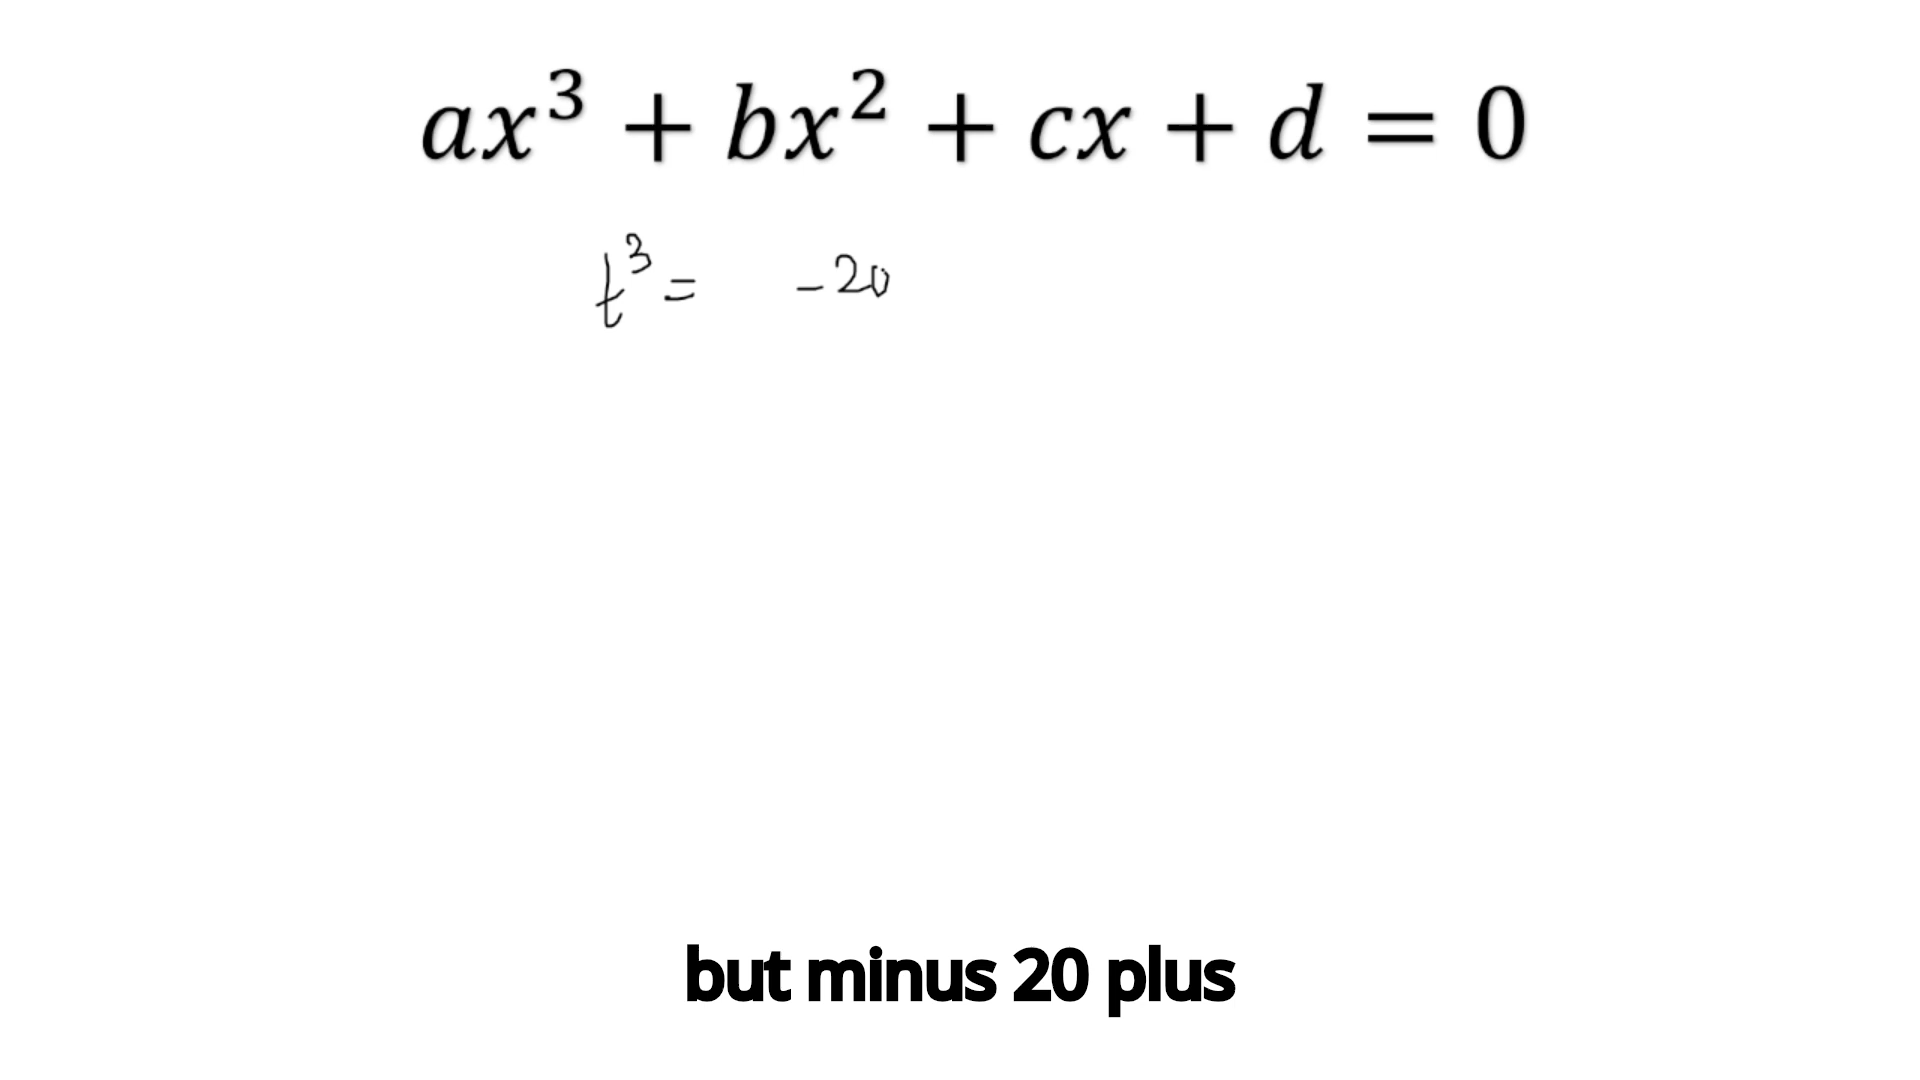 ax³ + bx² + cx + d = 0
t³ = -20
but minus 20 plus